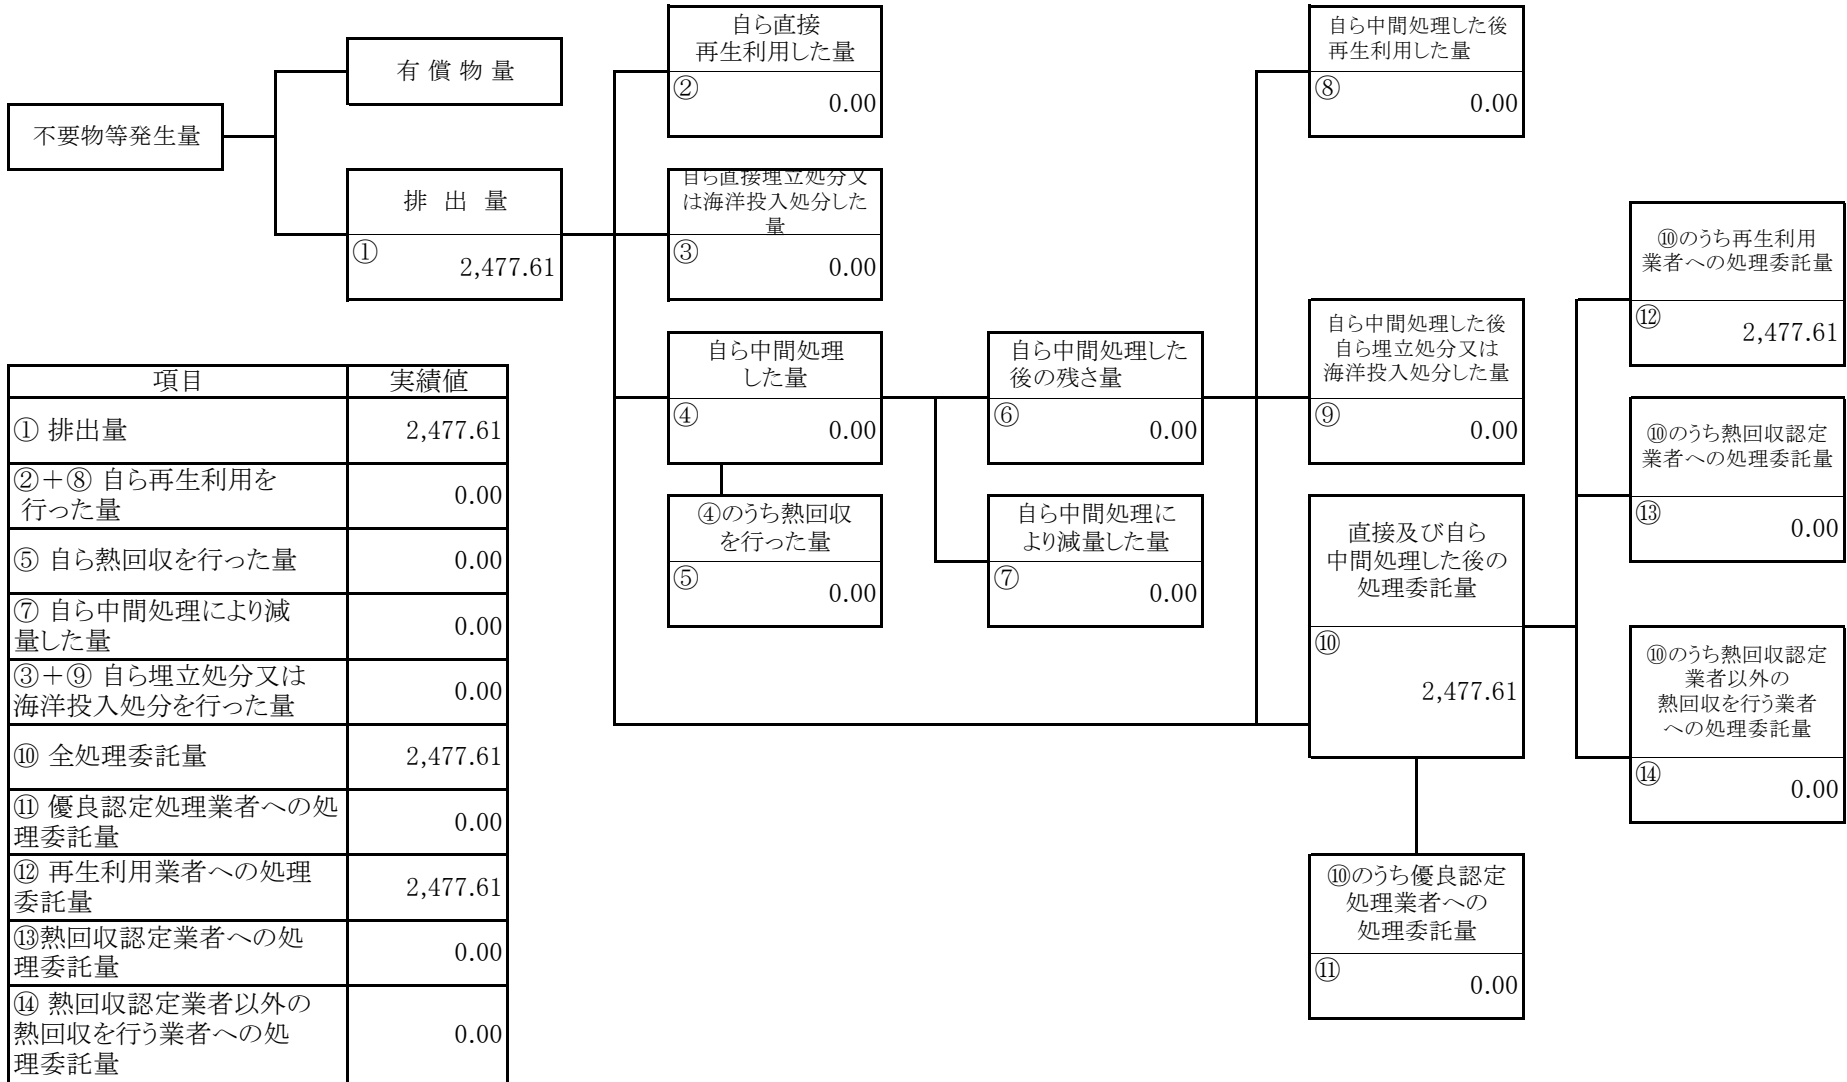 不要物等発生量
有 償 物 量
排 出 量
①
2,477.61
自ら直接
再生利用した量
②
0.00
自ら直接埋立処分又
は海洋投入処分した
量
③
0.00
自ら中間処理
した量
④
0.00
④のうち熱回収
を行った量
⑤
0.00
自ら中間処理した
後の残さ量
⑥
0.00
自ら中間処理に
より減量した量
⑦
0.00
自ら中間処理した後
再生利用した量
⑧
0.00
自ら中間処理した後
自ら埋立処分又は
海洋投入処分した量
⑨
0.00
直接及び自ら
中間処理した後の
処理委託量
⑩
2,477.61
⑩のうち優良認定
処理業者への
処理委託量
⑪
0.00
⑩のうち再生利用
業者への処理委託量
⑫
2,477.61
⑩のうち熱回収認定
業者への処理委託量
⑬
0.00
⑩のうち熱回収認定
業者以外の
熱回収を行う業者
への処理委託量
⑭
0.00
項目 実績値
① 排出量 2,477.61
②＋⑧ 自ら再生利用を
行った量 0.00
⑤ 自ら熱回収を行った量 0.00
⑦ 自ら中間処理により減
量した量 0.00
③＋⑨ 自ら埋立処分又は
海洋投入処分を行った量 0.00
⑩ 全処理委託量 2,477.61
⑪ 優良認定処理業者への処
理委託量 0.00
⑫ 再生利用業者への処理
委託量 2,477.61
⑬熱回収認定業者への処
理委託量 0.00
⑭ 熱回収認定業者以外の
熱回収を行う業者への処
理委託量 0.00